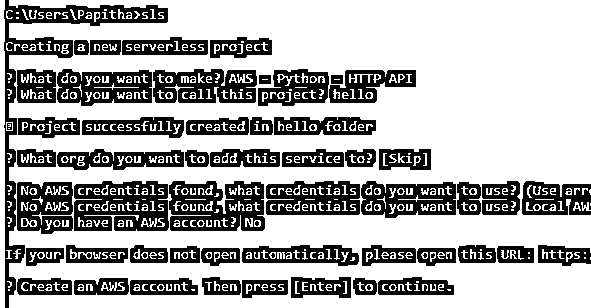 C:\Users\Papitha>sls
Creating a new serverless project
? What do you want to make? AWS - Python - HTTP API
? What do you want to call this project? hello
Project successfully created in hello folder
? What org do you want to add this service to? [Skip]
? No AWS credentials found, what credentials do you want to use? (Use
? No AWS credentials found, what credentials do you want to use? Local
? Do you have an AWS account? No
If your browser does not open automatically, please open this URL: https:
? Create an AWS account. Then press [Enter] to continue.